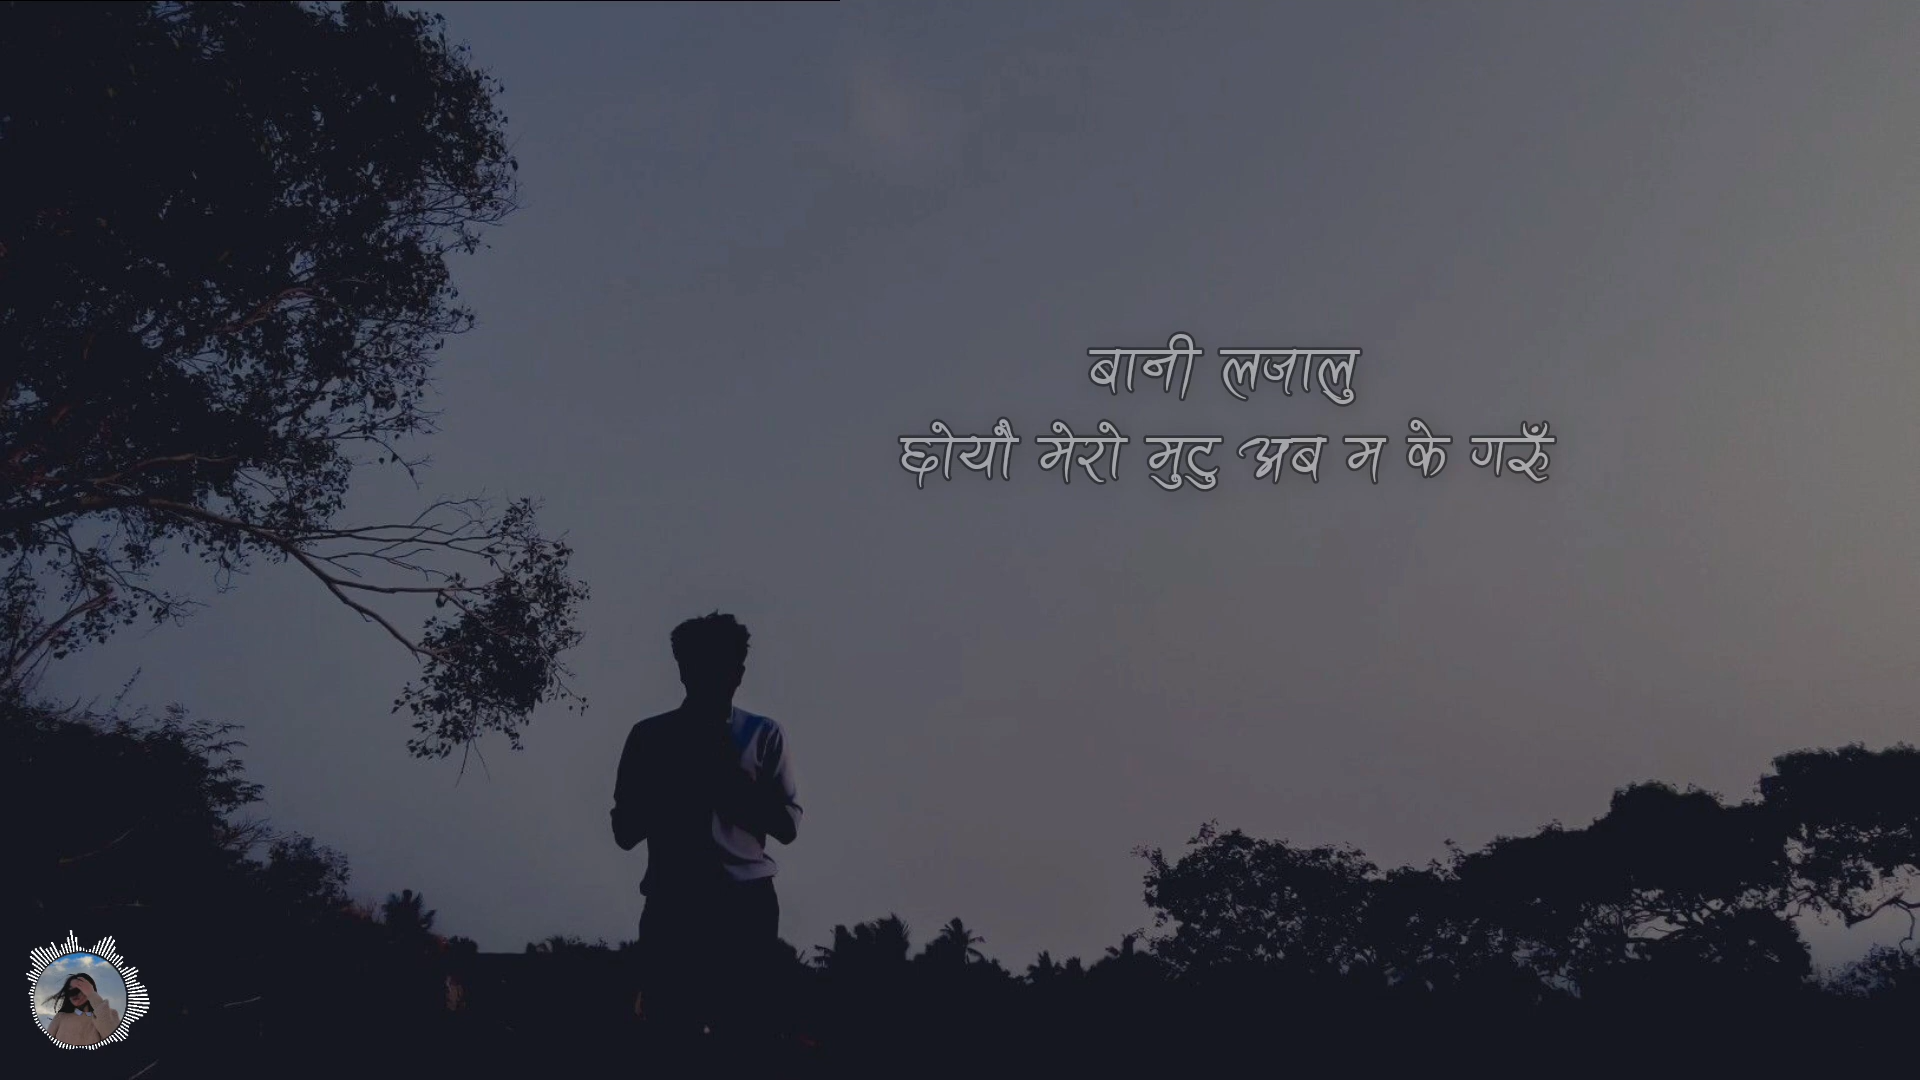 बानी लजालु
छोयौ मेरो मुटु अब म के गरुँ